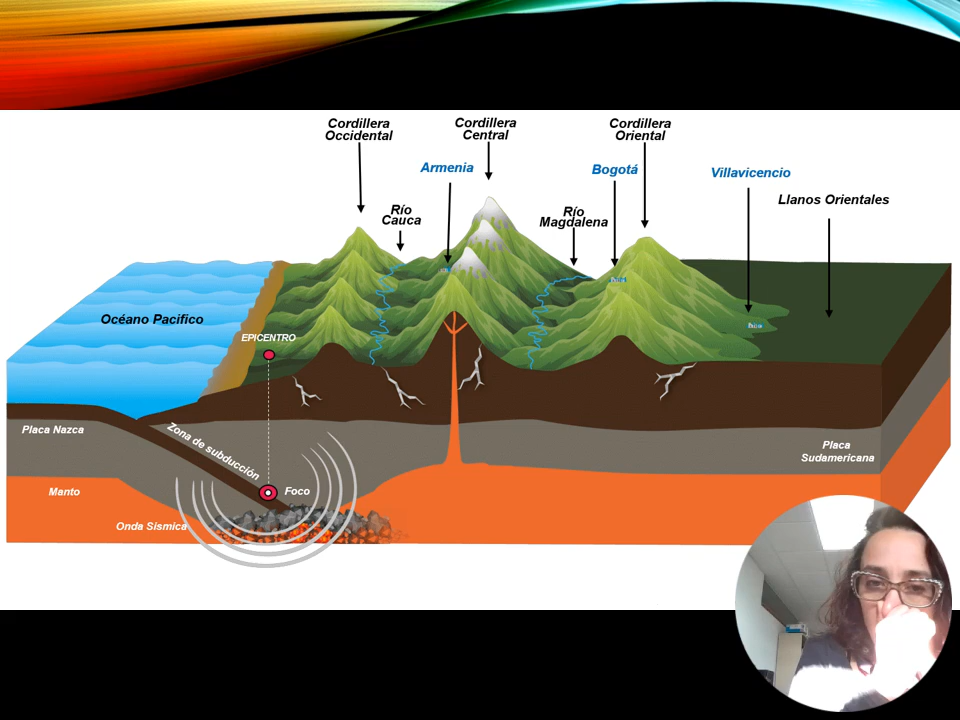 Cordillera
Occidental
Cordillera
Central
Cordillera
Oriental
Armenia
Bogotá
Villavicencio
Llanos Orientales
Río
Cauca
Río
Magdalena
Océano Pacífico
EPICENTRO
Placa Nazca
Zona de subducción
Placa
Sudamericana
Manto
Foco
Onda Sísmica